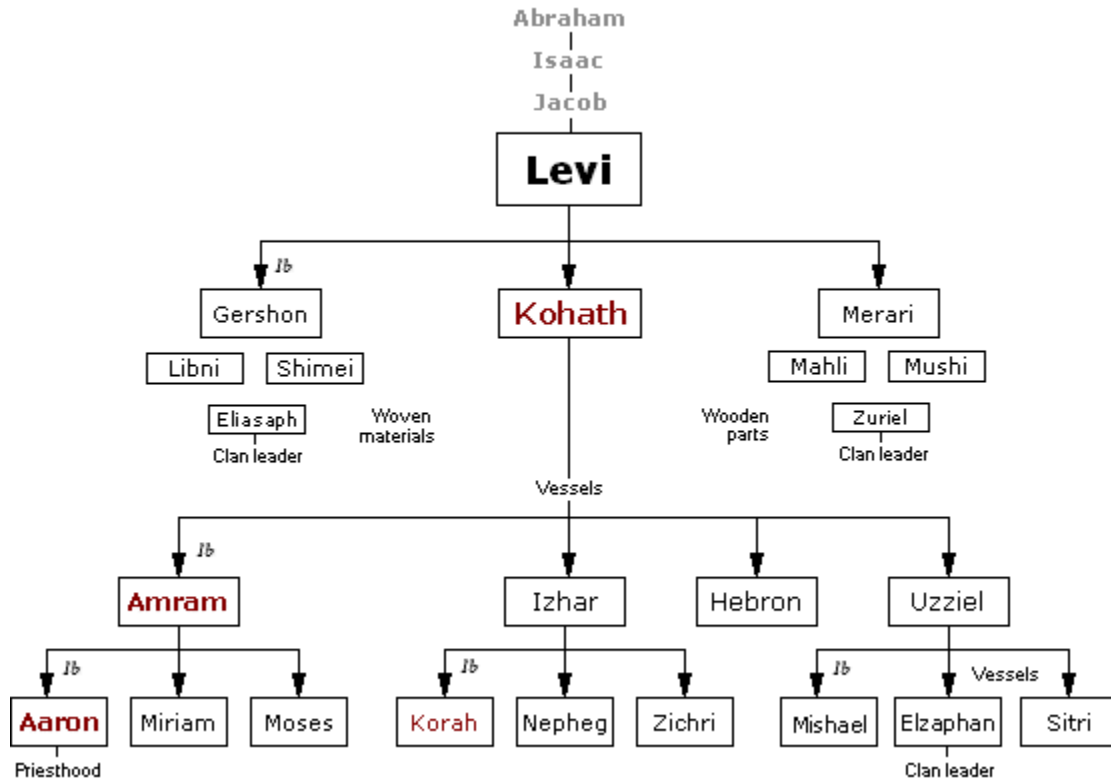 Abraham
Isaac
Jacob
Levi
Ib
Gershon
Kohath
Merari
Libni
Shimei
Mahli
Mushi
Eliasaph
Woven
materials
Wooden
parts
Zuriel
Clan leader
Clan leader
Vessels
Ib
Amram
Izhar
Hebron
Uzziel
Ib
Ib
Ib
Vessels
Aaron
Miriam
Moses
Korah
Nepheg
Zichri
Mishael
Elzaphan
Sitri
Priesthood
Clan leader